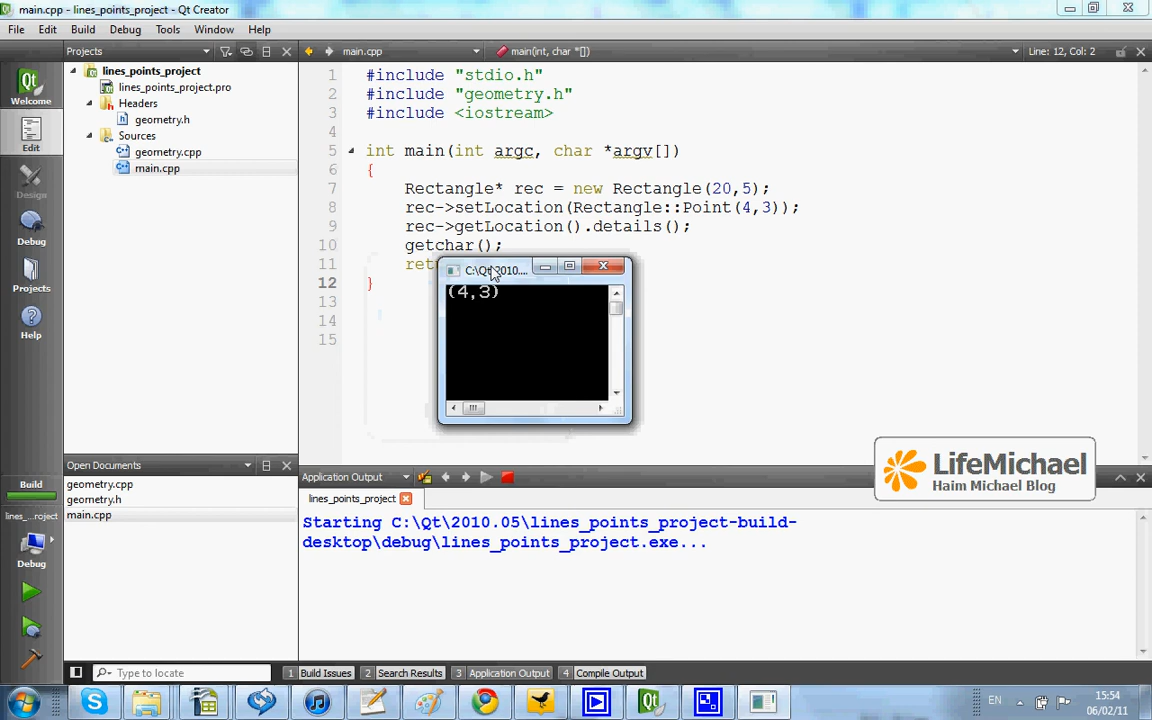 main.cpp - lines_points_project - Qt Creator
File Edit Build Debug Tools Window Help
Projects
main.cpp
main(int, char *[])
Line: 12, Col: 2
Welcome
Edit
Design
Debug
Projects
Help
lines_points_project
lines_points_project.pro
Headers
geometry.h
Sources
geometry.cpp
main.cpp
1 #include "stdio.h"
2 #include "geometry.h"
3 #include <iostream>
4
5 int main(int argc, char *argv[])
6 {
7 Rectangle* rec = new Rectangle(20,5);
8 rec->setLocation(Rectangle::Point(4,3));
9 rec->getLocation().details();
10 getchar();
11
12 }
13
14
15
C:\Qt\2010....
(4,3)
Open Documents
geometry.cpp
geometry.h
main.cpp
Build
lines_...roject
Debug
LifeMichael
Haim Michael Blog
Application Output
lines_points_project
Starting C:\Qt\2010.05\lines_points_project-build-
desktop\debug\lines_points_project.exe...
Type to locate
1 Build Issues 2 Search Results 3 Application Output 4 Compile Output
EN
15:54
06/02/11